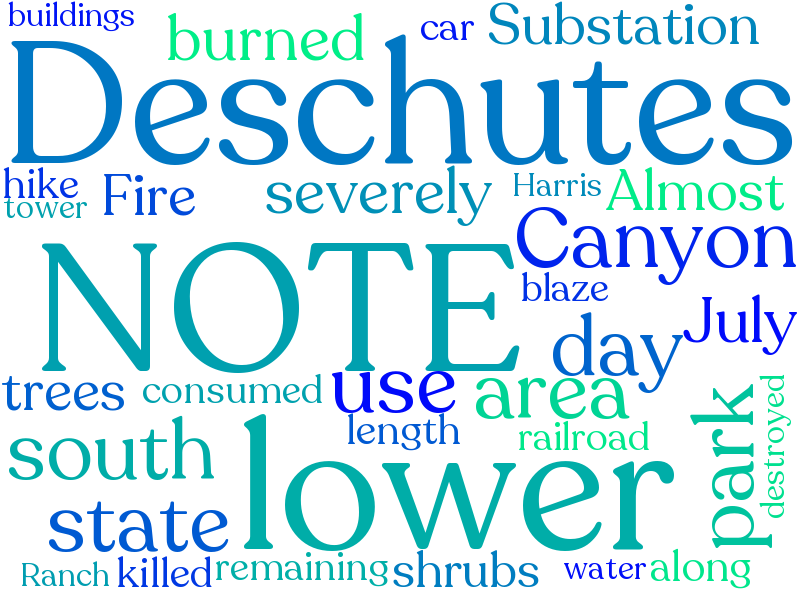 buildings
burned
car
Substation
Deschutes
hike
tower
Fire
severely
Harris
Almost
Canyon
NOTE
blaze
July
day
trees
consumed
use
area
length
railroad
park
destroyed
south
lower
state
Ranch
killed
remaining
shrubs
water
along